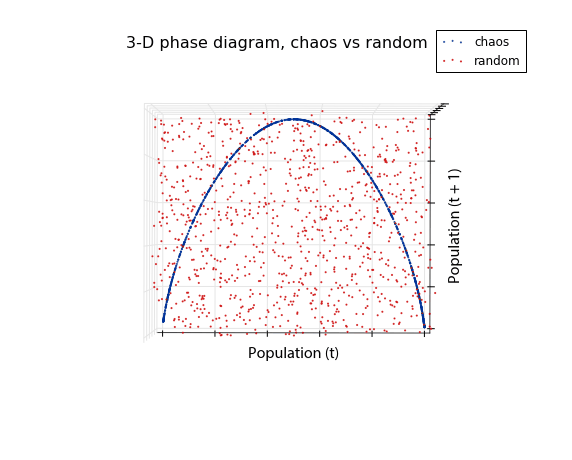 3-D phase diagram, chaos vs random
chaos
random
Population (t + 1)
Population (t)